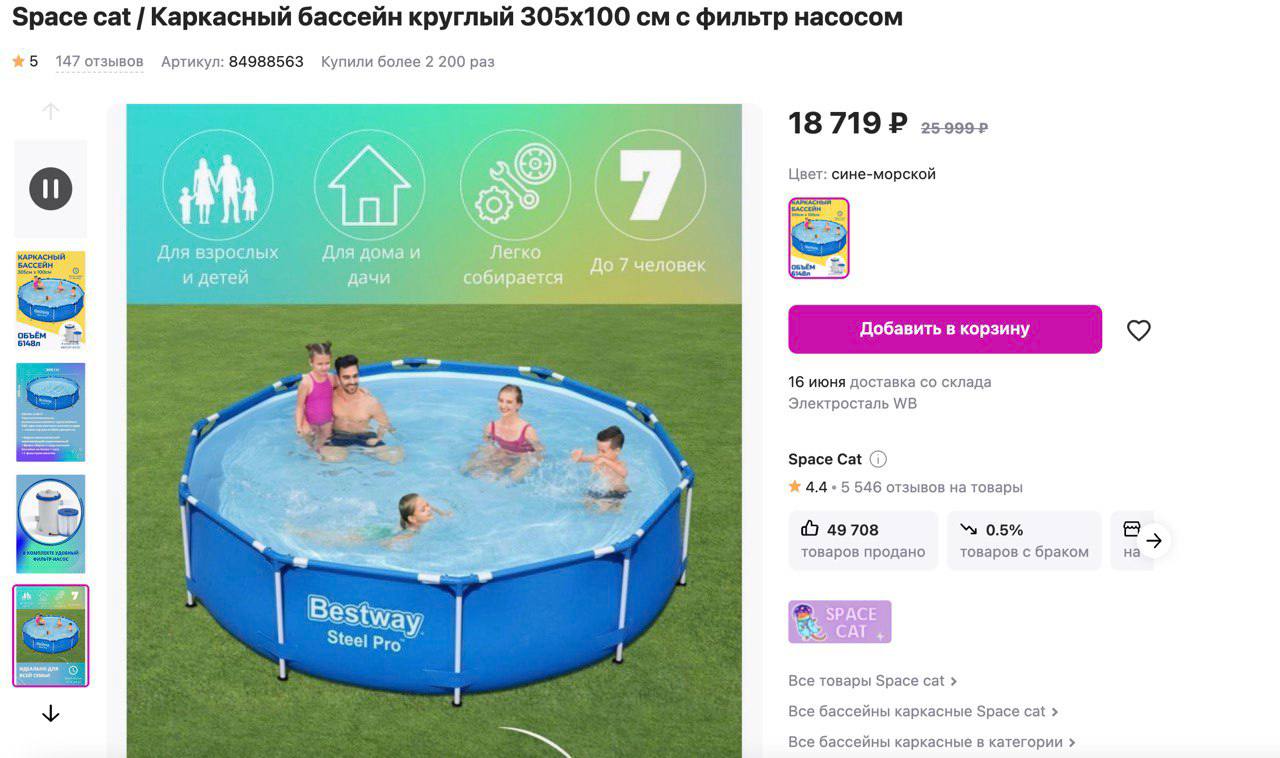 Space cat / Каркасный бассейн круглый 305х100 см с фильтр насосом
5 147 отзывов Артикул: 84988563 Купили более 2 200 раз
КАРКАСНЫЙ
БАССЕЙН
305см х 100см
ОБЪЁМ
6148л
В КОМПЛЕКТЕ УДОБНЫЙ
ФИЛЬТР-НАСОС
7
ИДЕАЛЬНО ДЛЯ
ВСЕЙ СЕМЬИ
7
Для взрослых
и детей
Для дома и
дачи
Легко
собирается
До 7 человек
Bestway
Steel Pro™
18 719 ₽ 25 999 ₽
Цвет: сине-морской
КАРКАСНЫЙ
БАССЕЙН
ОБЪЁМ
6148л
Добавить в корзину
16 июня доставка со склада
Электросталь WB
Space Cat
4.4 • 5 546 отзывов на товары
49 708
товаров продано
0.5%
товаров с браком
на
SPACE
CAT
Все товары Space cat
Все бассейны каркасные Space cat
Все бассейны каркасные в категории